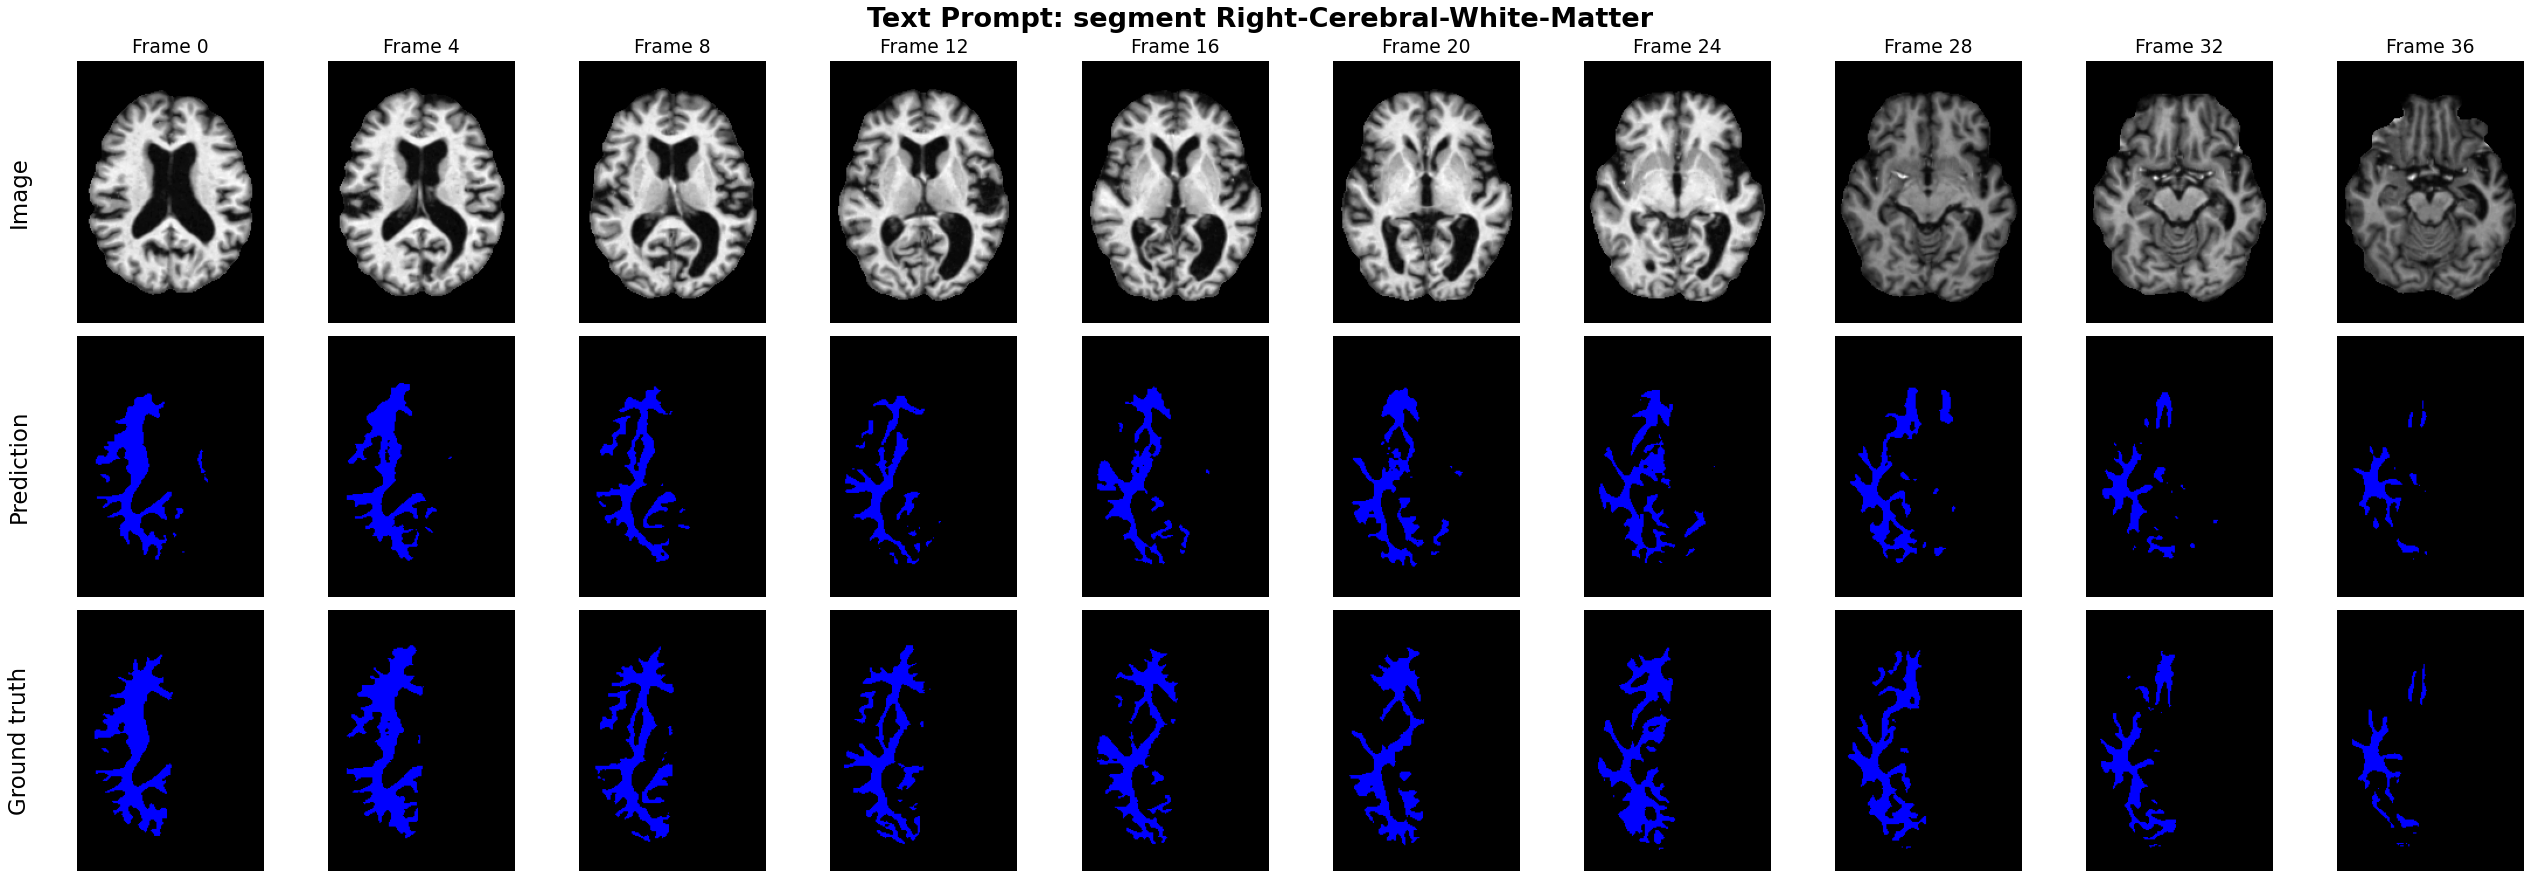 Text Prompt: segment Right-Cerebral-White-Matter
Frame 0 Frame 4 Frame 8 Frame 12 Frame 16 Frame 20 Frame 24 Frame 28 Frame 32 Frame 36
Image
Prediction
Ground truth